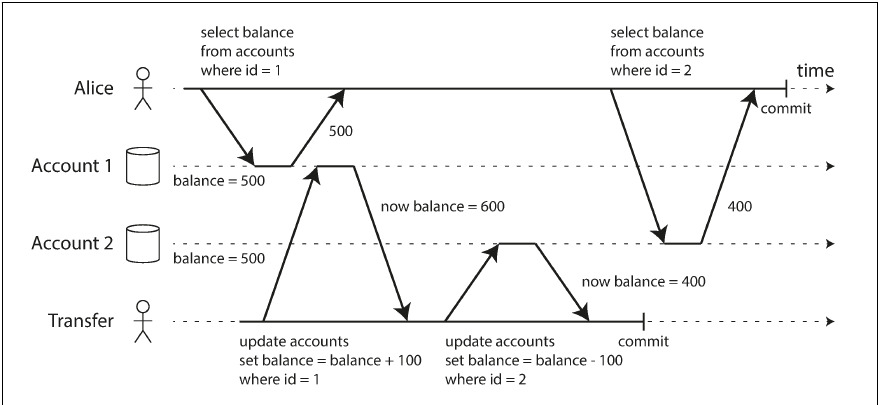 select balance
from accounts
where id = 1
select balance
from accounts
where id = 2
time
Alice
commit
500
Account 1
balance = 500
now balance = 600
400
Account 2
balance = 500
now balance = 400
Transfer
update accounts
set balance = balance + 100
where id = 1
update accounts
set balance = balance - 100
where id = 2
commit